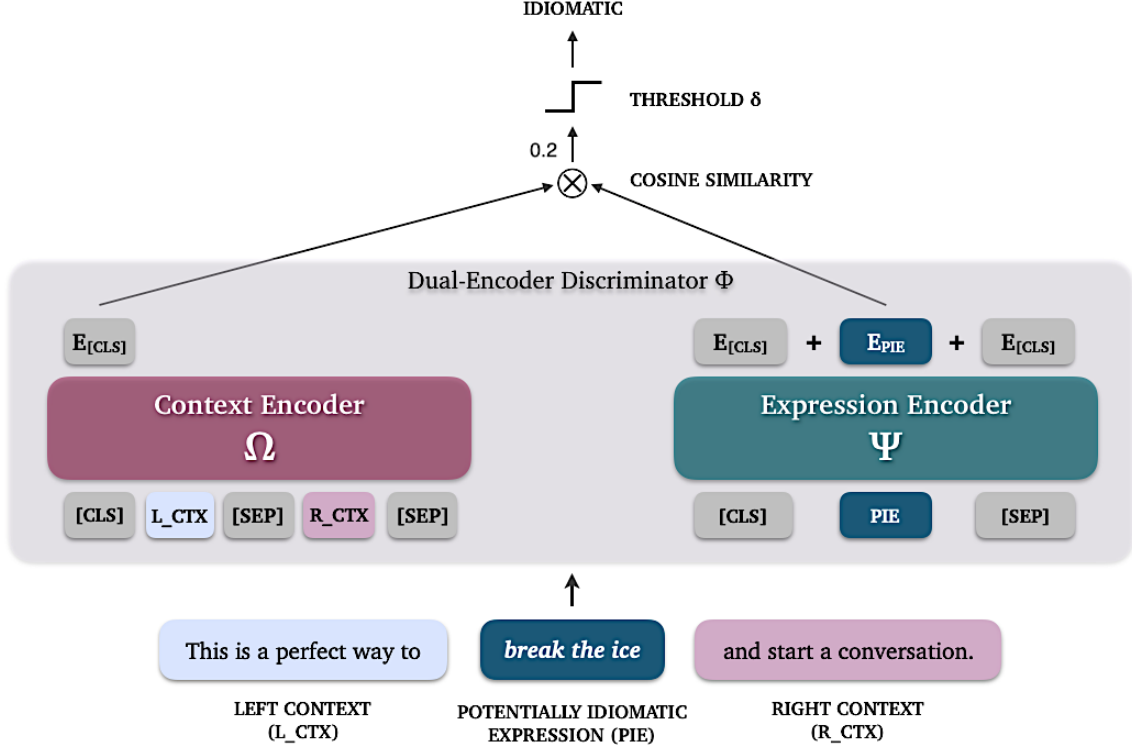 IDIOMATIC
THRESHOLD δ
0.2
COSINE SIMILARITY
Dual-Encoder Discriminator Φ
E[CLS]
E[CLS] + EPIE + E[CLS]
Context Encoder
Ω
Expression Encoder
Ψ
[CLS] L_CTX [SEP] R_CTX [SEP]
[CLS] PIE [SEP]
This is a perfect way to
break the ice
and start a conversation.
LEFT CONTEXT
(L_CTX)
POTENTIALLY IDIOMATIC
EXPRESSION (PIE)
RIGHT CONTEXT
(R_CTX)